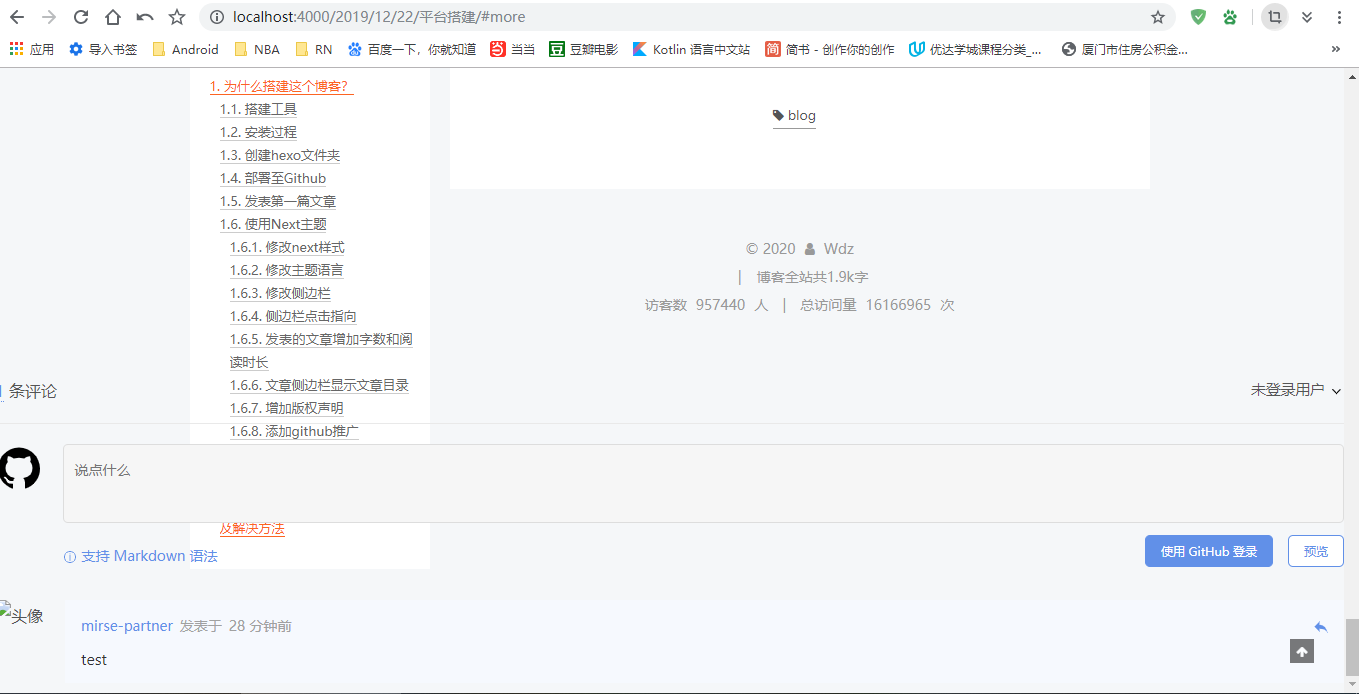 localhost:4000/2019/12/22/平台搭建/#more
应用 导入书签 Android NBA RN 百度一下，你就知道 当当 豆瓣电影 Kotlin 语言中文站 简书 - 创作你的创作 优达学城课程分类_... 厦门市住房公积金...
1. 为什么搭建这个博客？
1.1. 搭建工具
1.2. 安装过程
1.3. 创建hexo文件夹
1.4. 部署至Github
1.5. 发表第一篇文章
1.6. 使用Next主题
1.6.1. 修改next样式
1.6.2. 修改主题语言
1.6.3. 修改侧边栏
1.6.4. 侧边栏点击指向
1.6.5. 发表的文章增加字数和阅
读时长
1.6.6. 文章侧边栏显示文章目录
1.6.7. 增加版权声明
1.6.8. 添加github推广
及解决方法
blog
© 2020 Wdz
| 博客全站共1.9k字
访客数 957440 人 | 总访问量 16166965 次
条评论
未登录用户
说点什么
支持 Markdown 语法
使用 GitHub 登录
预览
头像
mirse-partner 发表于 28 分钟前
test